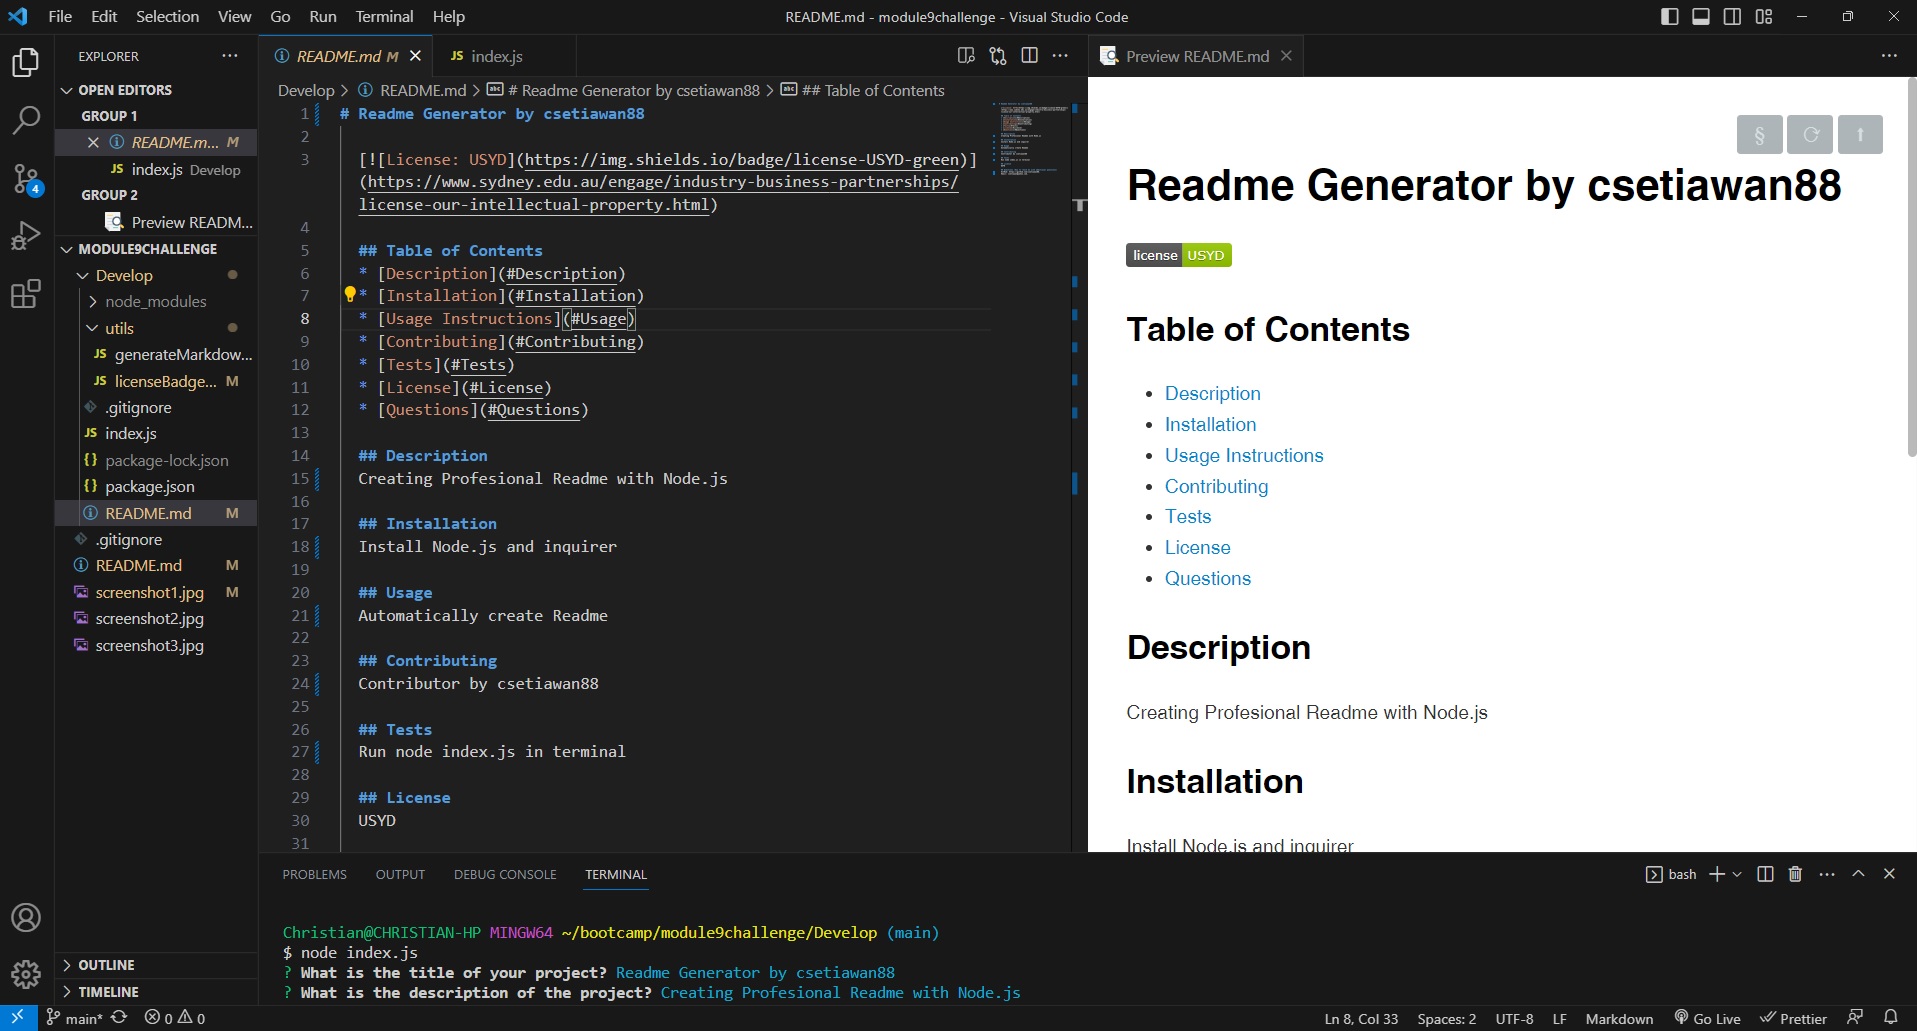 File Edit Selection View Go Run Terminal Help
README.md - module9challenge - Visual Studio Code
EXPLORER
OPEN EDITORS
GROUP 1
README.m... M
index.js Develop
GROUP 2
Preview READM...
MODULE9CHALLENGE
Develop
node_modules
utils
JS generateMarkdow...
JS licenseBadge... M
.gitignore
JS index.js
{} package-lock.json
{} package.json
README.md M
.gitignore
README.md M
screenshot1.jpg M
screenshot2.jpg
screenshot3.jpg
OUTLINE
TIMELINE
4
README.md M
JS index.js
Develop > README.md > # Readme Generator by csetiawan88 > ## Table of Contents
1 # Readme Generator by csetiawan88
2
3 [![License: USYD](https://img.shields.io/badge/license-USYD-green)]
(https://www.sydney.edu.au/engage/industry-business-partnerships/
license-our-intellectual-property.html)
4
5 ## Table of Contents
6 * [Description](#Description)
7 * [Installation](#Installation)
8 * [Usage Instructions](#Usage)
9 * [Contributing](#Contributing)
10 * [Tests](#Tests)
11 * [License](#License)
12 * [Questions](#Questions)
13
14 ## Description
15 Creating Profesional Readme with Node.js
16
17 ## Installation
18 Install Node.js and inquirer
19
20 ## Usage
21 Automatically create Readme
22
23 ## Contributing
24 Contributor by csetiawan88
25
26 ## Tests
27 Run node index.js in terminal
28
29 ## License
30 USYD
31
Preview README.md
§
Readme Generator by csetiawan88
license USYD
Table of Contents
• Description
• Installation
• Usage Instructions
• Contributing
• Tests
• License
• Questions
Description
Creating Profesional Readme with Node.js
Installation
Install Node.js and inquirer
PROBLEMS OUTPUT DEBUG CONSOLE TERMINAL
bash
Christian@CHRISTIAN-HP MINGW64 ~/bootcamp/module9challenge/Develop (main)
$ node index.js
? What is the title of your project? Readme Generator by csetiawan88
? What is the description of the project? Creating Profesional Readme with Node.js
main* 0 0
Ln 8, Col 33 Spaces: 2 UTF-8 LF Markdown Go Live Prettier